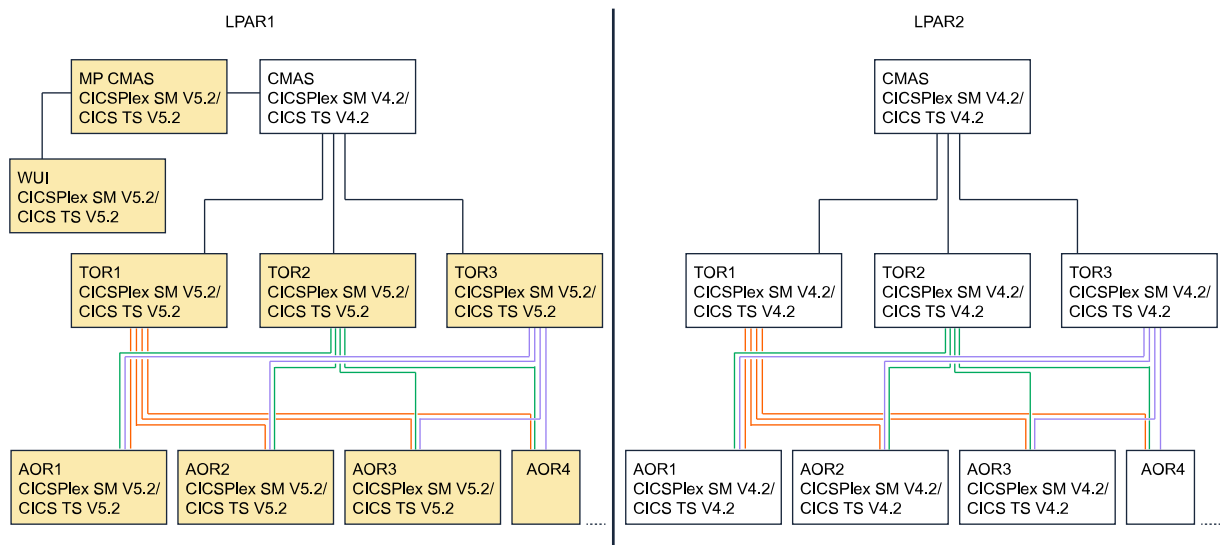 LPAR1
LPAR2
MP CMAS
CICSPlex SM V5.2/
CICS TS V5.2
CMAS
CICSPlex SM V4.2/
CICS TS V4.2
CMAS
CICSPlex SM V4.2/
CICS TS V4.2
WUI
CICSPlex SM V5.2/
CICS TS V5.2
TOR1
CICSPlex SM V5.2/
CICS TS V5.2
TOR2
CICSPlex SM V5.2/
CICS TS V5.2
TOR3
CICSPlex SM V5.2/
CICS TS V5.2
TOR1
CICSPlex SM V4.2/
CICS TS V4.2
TOR2
CICSPlex SM V4.2/
CICS TS V4.2
TOR3
CICSPlex SM V4.2/
CICS TS V4.2
AOR1
CICSPlex SM V5.2/
CICS TS V5.2
AOR2
CICSPlex SM V5.2/
CICS TS V5.2
AOR3
CICSPlex SM V5.2/
CICS TS V5.2
AOR4
.....
AOR1
CICSPlex SM V4.2/
CICS TS V4.2
AOR2
CICSPlex SM V4.2/
CICS TS V4.2
AOR3
CICSPlex SM V4.2/
CICS TS V4.2
AOR4
.....